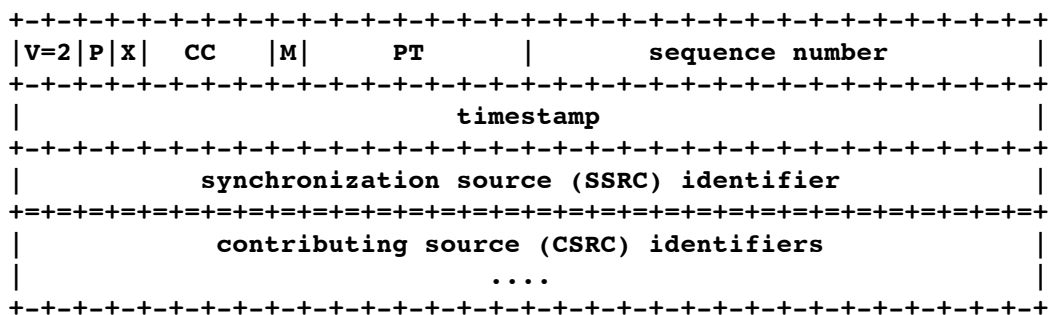 +-+-+-+-+-+-+-+-+-+-+-+-+-+-+-+-+-+-+-+-+-+-+-+-+-+-+-+-+-+-+-+-+
|V=2|P|X|  CC   |M|     PT      |       sequence number         |
+-+-+-+-+-+-+-+-+-+-+-+-+-+-+-+-+-+-+-+-+-+-+-+-+-+-+-+-+-+-+-+-+
|                           timestamp                           |
+-+-+-+-+-+-+-+-+-+-+-+-+-+-+-+-+-+-+-+-+-+-+-+-+-+-+-+-+-+-+-+-+
|           synchronization source (SSRC) identifier            |
+=+=+=+=+=+=+=+=+=+=+=+=+=+=+=+=+=+=+=+=+=+=+=+=+=+=+=+=+=+=+=+=+
|            contributing source (CSRC) identifiers             |
|                             ....                              |
+-+-+-+-+-+-+-+-+-+-+-+-+-+-+-+-+-+-+-+-+-+-+-+-+-+-+-+-+-+-+-+-+